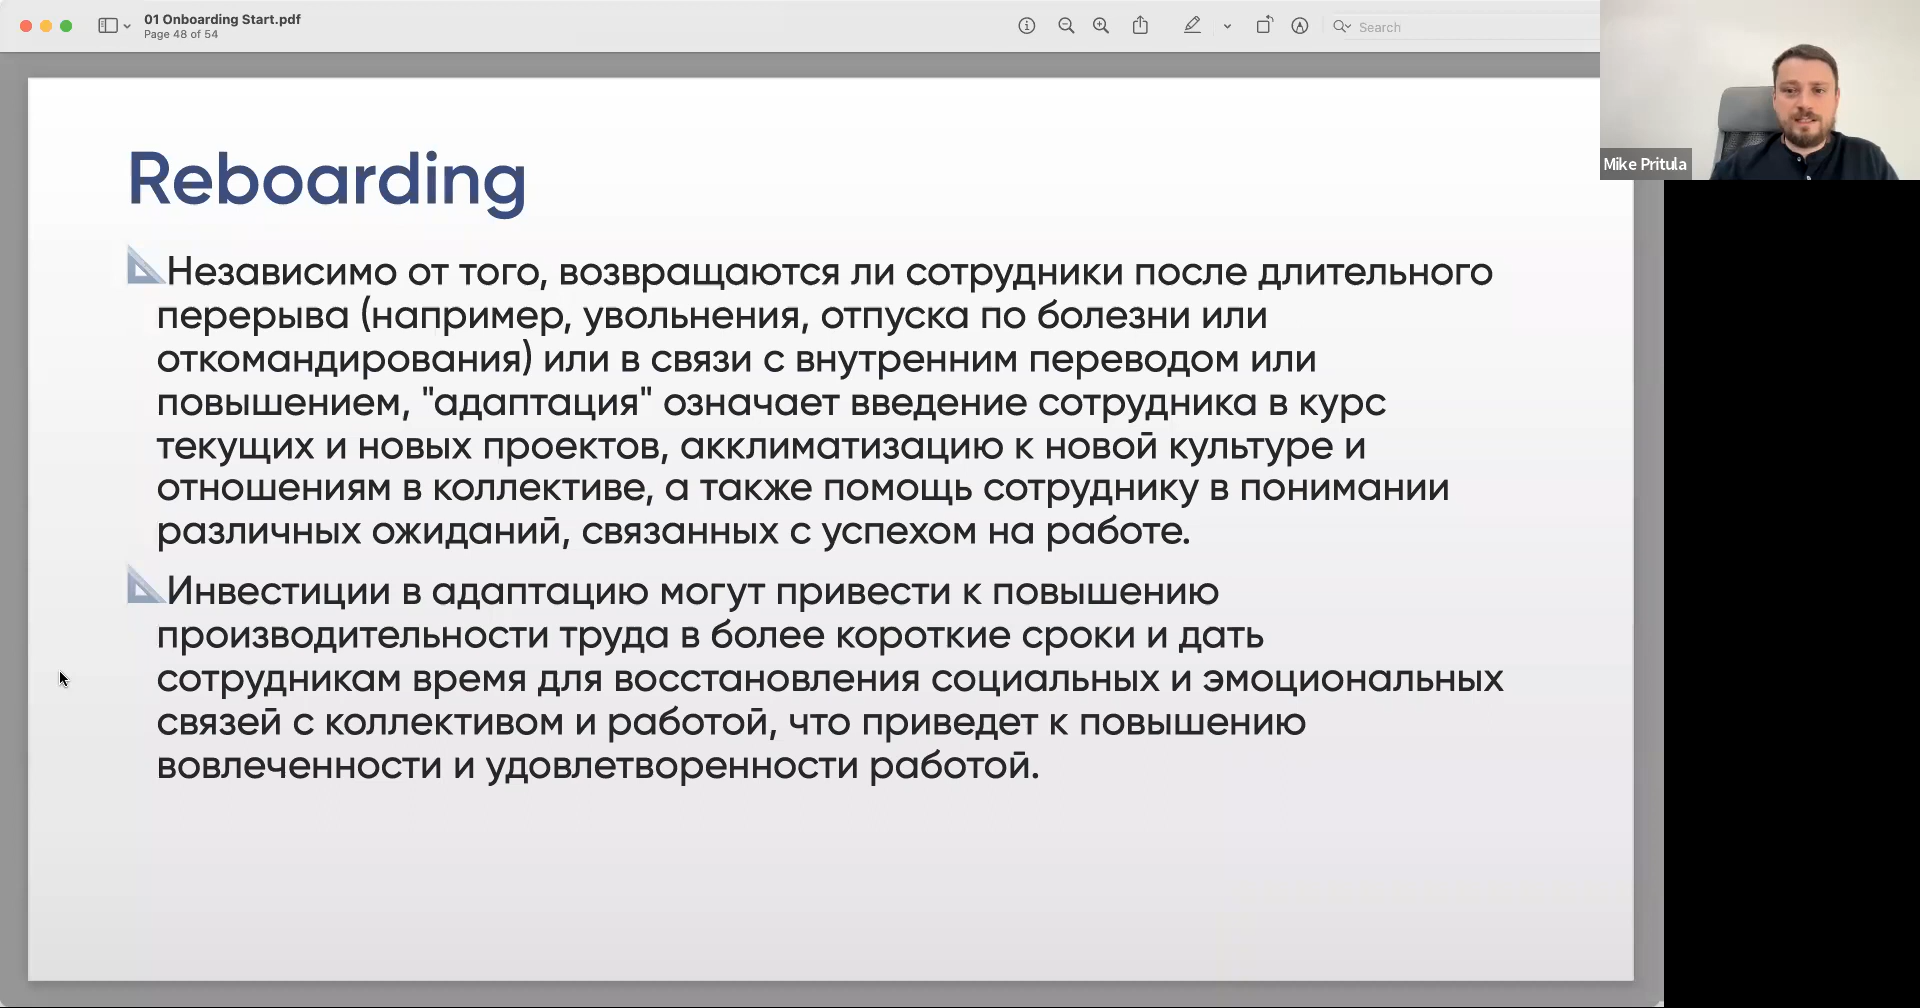 01 Onboarding Start.pdf
Page 48 of 54
Search
Mike Pritula
Reboarding
Независимо от того, возвращаются ли сотрудники после длительного
перерыва (например, увольнения, отпуска по болезни или
откомандирования) или в связи с внутренним переводом или
повышением, "адаптация" означает введение сотрудника в курс
текущих и новых проектов, акклиматизацию к новой культуре и
отношениям в коллективе, а также помощь сотруднику в понимании
различных ожиданий, связанных с успехом на работе.
Инвестиции в адаптацию могут привести к повышению
производительности труда в более короткие сроки и дать
сотрудникам время для восстановления социальных и эмоциональных
связей с коллективом и работой, что приведет к повышению
вовлеченности и удовлетворенности работой.